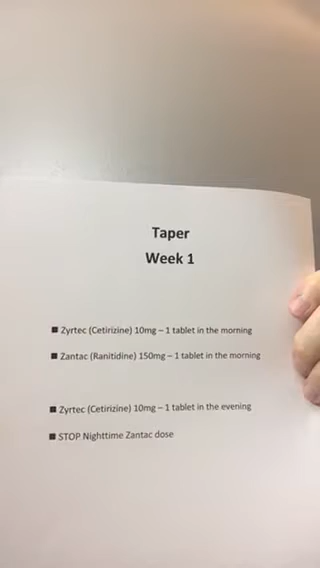 Taper
Week 1
■ Zyrtec (Cetirizine) 10mg – 1 tablet in the morning
■ Zantac (Ranitidine) 150mg – 1 tablet in the morning
■ Zyrtec (Cetirizine) 10mg – 1 tablet in the evening
■ STOP Nighttime Zantac dose